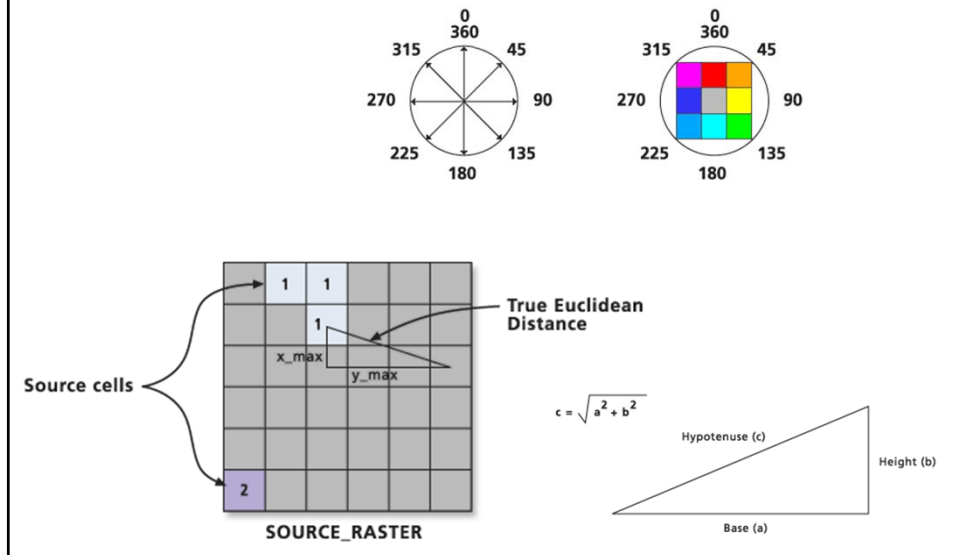 0
360
315
45
270
90
225
135
180
0
360
315
45
270
90
225
135
180
1
1
1
True Euclidean
Distance
x_max
y_max
Source cells
2
SOURCE_RASTER
c = √a² + b²
Hypotenuse (c)
Height (b)
Base (a)